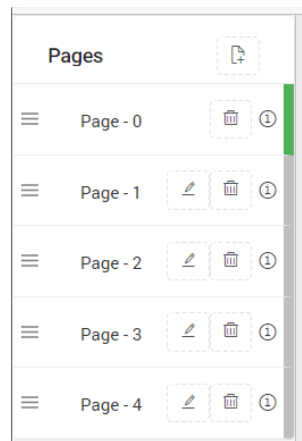 Pages
Page - 0
Page - 1
Page - 2
Page - 3
Page - 4